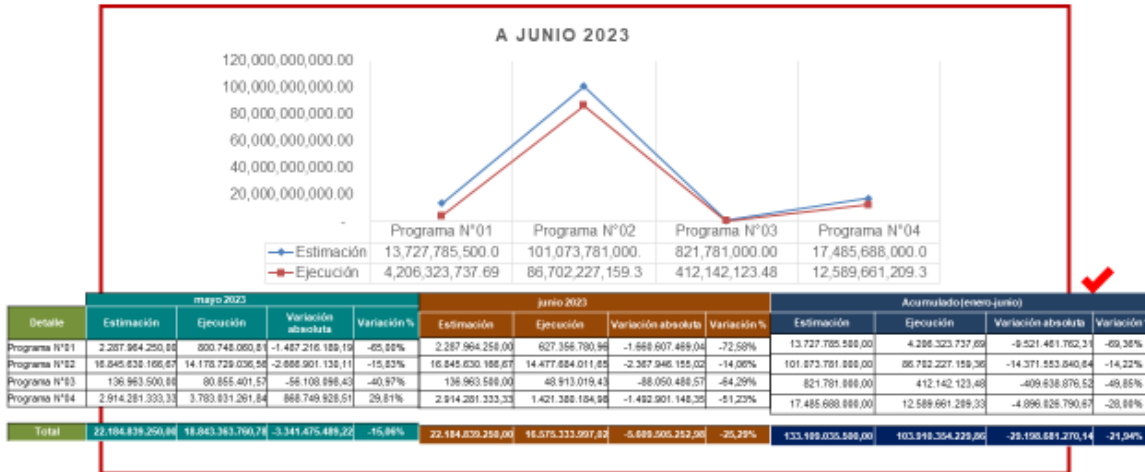 A JUNIO 2023
120,000,000,000.00
100,000,000,000.00
80,000,000,000.00
60,000,000,000.00
40,000,000,000.00
20,000,000,000.00
-
Programa N°01 Programa N°02 Programa N°03 Programa N°04
Estimación 13,727,785,500.0 101,073,781,000. 821,781,000.00 17,485,688,000.0
Ejecución 4,206,323,737.69 86,702,227,159.3 412,142,123.48 12,589,661,209.3
mayo 2023 junio 2023 Acumulado (enero-junio)
Detalle Estimación Ejecución Variación absoluta Variación % Estimación Ejecución Variación absoluta Variación % Estimación Ejecución Variación absoluta Variación
Programa N°01 2.287.964.250,00 800.748.060,81 -1.487.216.189,19 -65,00% 2.287.964.250,00 627.356.780,96 -1.660.607.469,04 -72,58% 13.727.785.500,00 4.206.323.737,69 -9.521.461.762,31 -69,36%
Programa N°02 16.845.630.166,67 14.178.729.036,56 -2.666.901.130,11 -15,83% 16.845.630.166,67 14.477.684.011,65 -2.367.946.155,02 -14,06% 101.073.781.000,00 86.702.227.159,36 -14.371.553.840,64 -14,22%
Programa N°03 136.963.500,00 80.855.401,57 -56.108.098,43 -40,97% 136.963.500,00 48.913.019,43 -88.050.480,57 -64,29% 821.781.000,00 412.142.123,48 -409.638.876,52 -49,85%
Programa N°04 2.914.281.333,33 3.783.031.261,84 868.749.928,51 29,81% 2.914.281.333,33 1.421.380.184,98 -1.492.901.148,35 -51,23% 17.485.688.000,00 12.589.661.209,33 -4.896.026.790,67 -28,00%
Total 22.184.839.250,00 18.843.363.760,78 -3.341.475.489,22 -15,06% 22.184.839.250,00 16.575.333.997,02 -5.609.505.252,98 -25,29% 133.109.035.500,00 103.910.354.229,86 -29.198.681.270,14 -21,94%